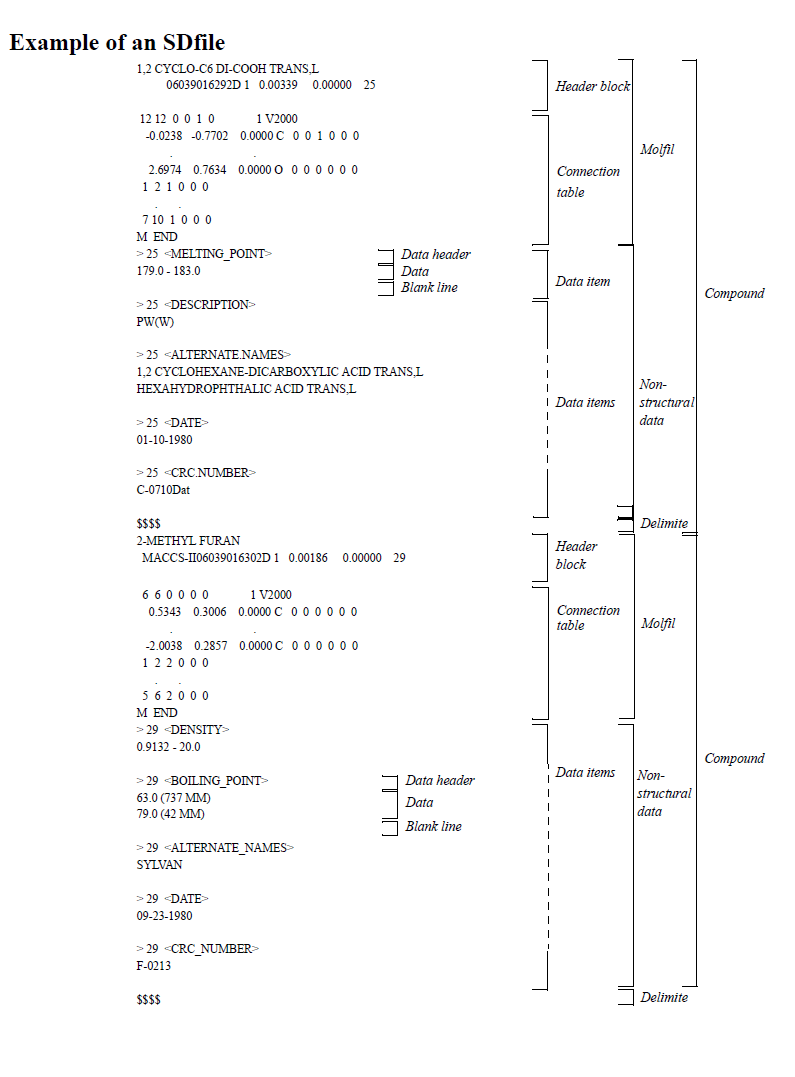 Example of an SDfile
1,2 CYCLO-C6 DI-COOH TRANS,L
06039016292D 1 0.00339 0.00000 25
Header block
12 12 0 0 1 0 1 V2000
-0.0238 -0.7702 0.0000 C 0 0 1 0 0 0
. .
Molfil
2.6974 0.7634 0.0000 O 0 0 0 0 0 0
Connection
table
1 2 1 0 0 0
. .
7 10 1 0 0 0
M END
> 25 <MELTING_POINT>
Data header
179.0 - 183.0
Data
Blank line
Data item
Compound
> 25 <DESCRIPTION>
PW(W)
> 25 <ALTERNATE.NAMES>
1,2 CYCLOHEXANE-DICARBOXYLIC ACID TRANS,L
HEXAHYDROPHTHALIC ACID TRANS,L
Data items
Non-
structural
data
> 25 <DATE>
01-10-1980
> 25 <CRC.NUMBER>
C-0710Dat
$$$$
Delimite
2-METHYL FURAN
MACCS-II06039016302D 1 0.00186 0.00000 29
Header
block
6 6 0 0 0 0 1 V2000
0.5343 0.3006 0.0000 C 0 0 0 0 0 0
. .
Connection
table
Molfil
-2.0038 0.2857 0.0000 C 0 0 0 0 0 0
1 2 2 0 0 0
. .
5 6 2 0 0 0
M END
> 29 <DENSITY>
0.9132 - 20.0
Compound
> 29 <BOILING_POINT>
Data header
63.0 (737 MM)
79.0 (42 MM)
Data
Blank line
Data items
Non-
structural
data
> 29 <ALTERNATE_NAMES>
SYLVAN
> 29 <DATE>
09-23-1980
> 29 <CRC_NUMBER>
F-0213
$$$$
Delimite